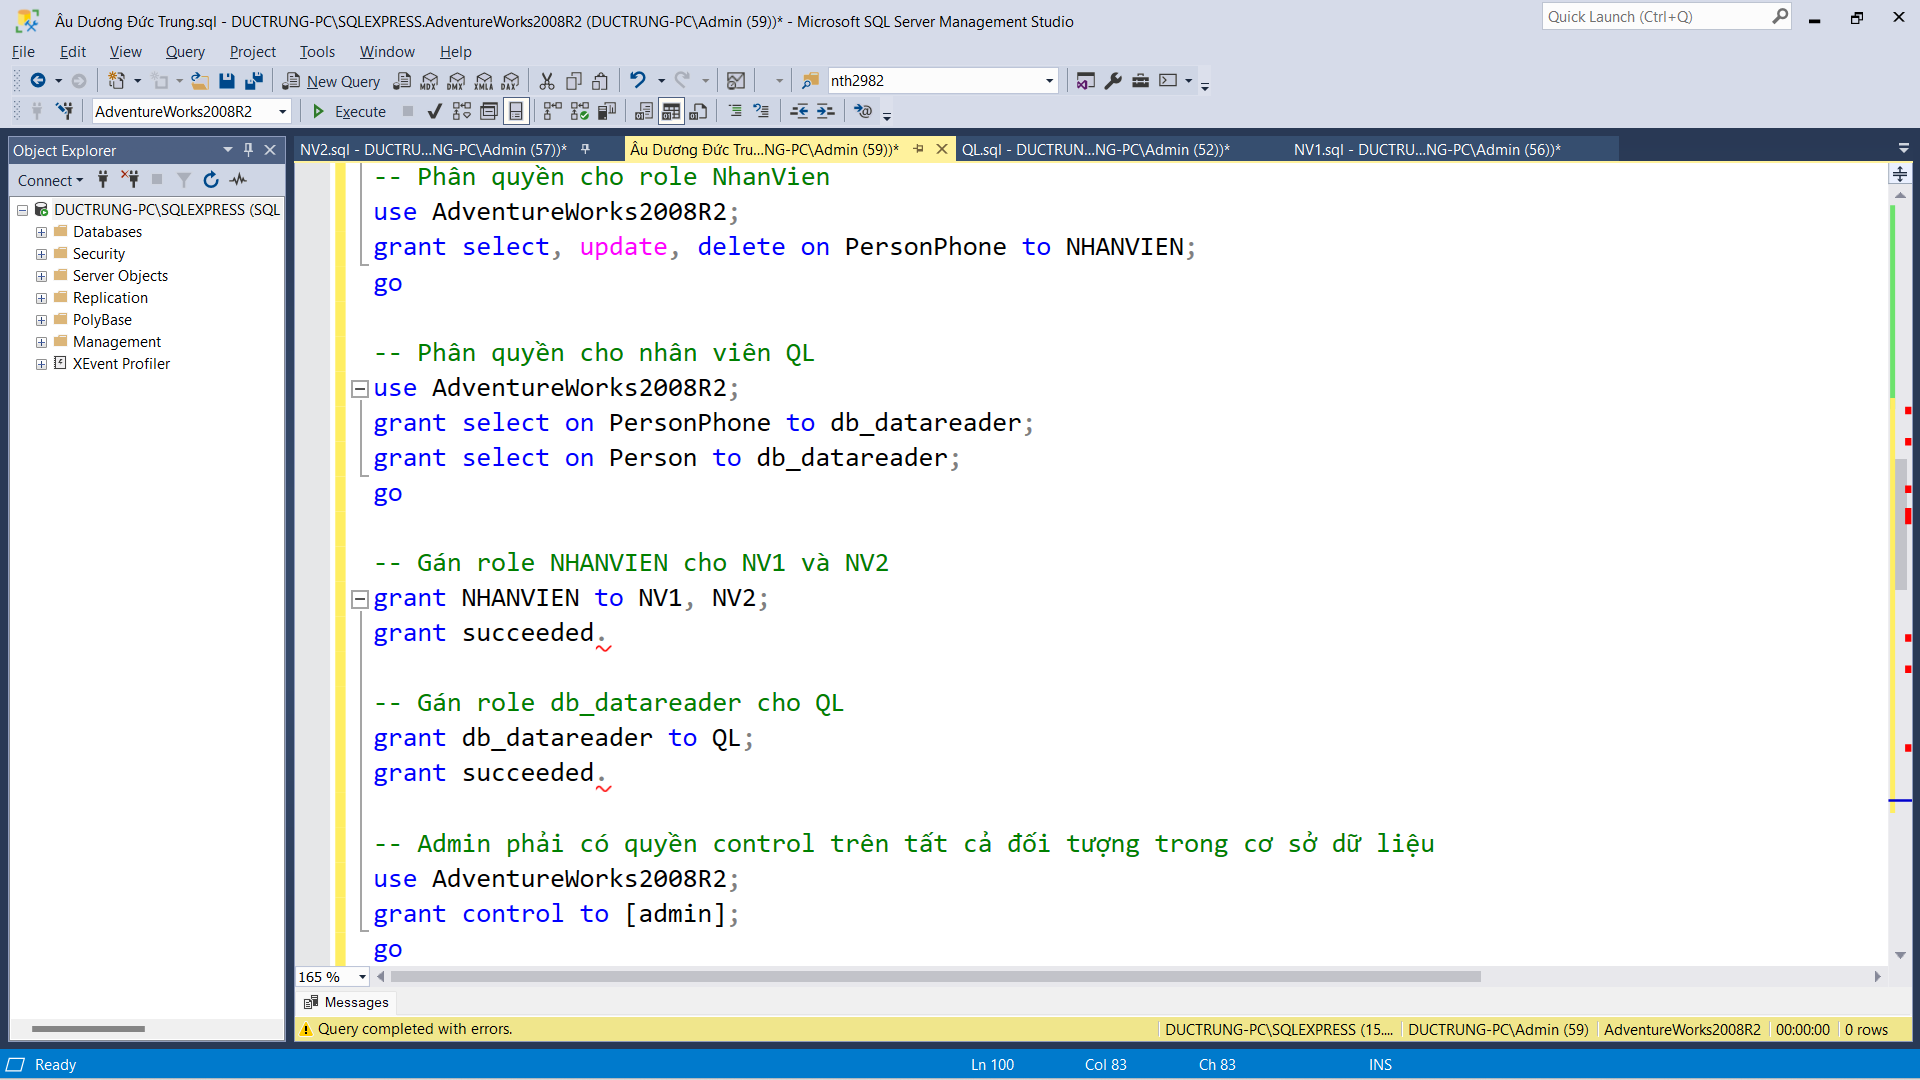 Âu Dương Đức Trung.sql - DUCTRUNG-PC\SQLEXPRESS.AdventureWorks2008R2 (DUCTRUNG-PC\Admin (59))* - Microsoft SQL Server Management Studio
Quick Launch (Ctrl+Q)
File Edit View Query Project Tools Window Help
New Query
MDX DMX XMLA DAX
nth2982
AdventureWorks2008R2
Execute
Object Explorer
NV2.sql - DUCTRU...NG-PC\Admin (57))*
Âu Dương Đức Tru...NG-PC\Admin (59))*
QL.sql - DUCTRUN...NG-PC\Admin (52))*
NV1.sql - DUCTRU...NG-PC\Admin (56))*
Connect
DUCTRUNG-PC\SQLEXPRESS (SQL
Databases
Security
Server Objects
Replication
PolyBase
Management
XEvent Profiler
-- Phân quyền cho role NhanVien
use AdventureWorks2008R2;
grant select, update, delete on PersonPhone to NHANVIEN;
go
-- Phân quyền cho nhân viên QL
use AdventureWorks2008R2;
grant select on PersonPhone to db_datareader;
grant select on Person to db_datareader;
go
-- Gán role NHANVIEN cho NV1 và NV2
grant NHANVIEN to NV1, NV2;
grant succeeded.
-- Gán role db_datareader cho QL
grant db_datareader to QL;
grant succeeded.
-- Admin phải có quyền control trên tất cả đối tượng trong cơ sở dữ liệu
use AdventureWorks2008R2;
grant control to [admin];
go
165 %
Messages
Query completed with errors.
DUCTRUNG-PC\SQLEXPRESS (15....
DUCTRUNG-PC\Admin (59)
AdventureWorks2008R2
00:00:00
0 rows
Ready
Ln 100
Col 83
Ch 83
INS